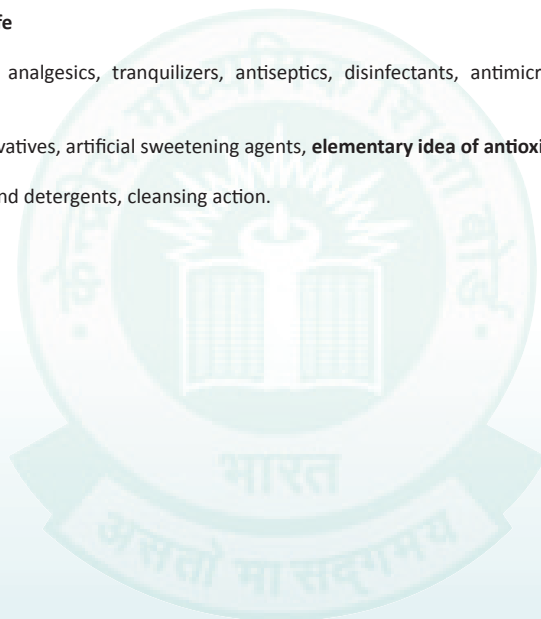 fe
analgesics, tranquilizers, antiseptics, disinfectants, antimicr
vatives, artificial sweetening agents, elementary idea of antioxi
nd detergents, cleansing action.
केन्द्रीय माध्यमिक शिक्षा बोर्ड
भारत
असतो मा सद्गमय